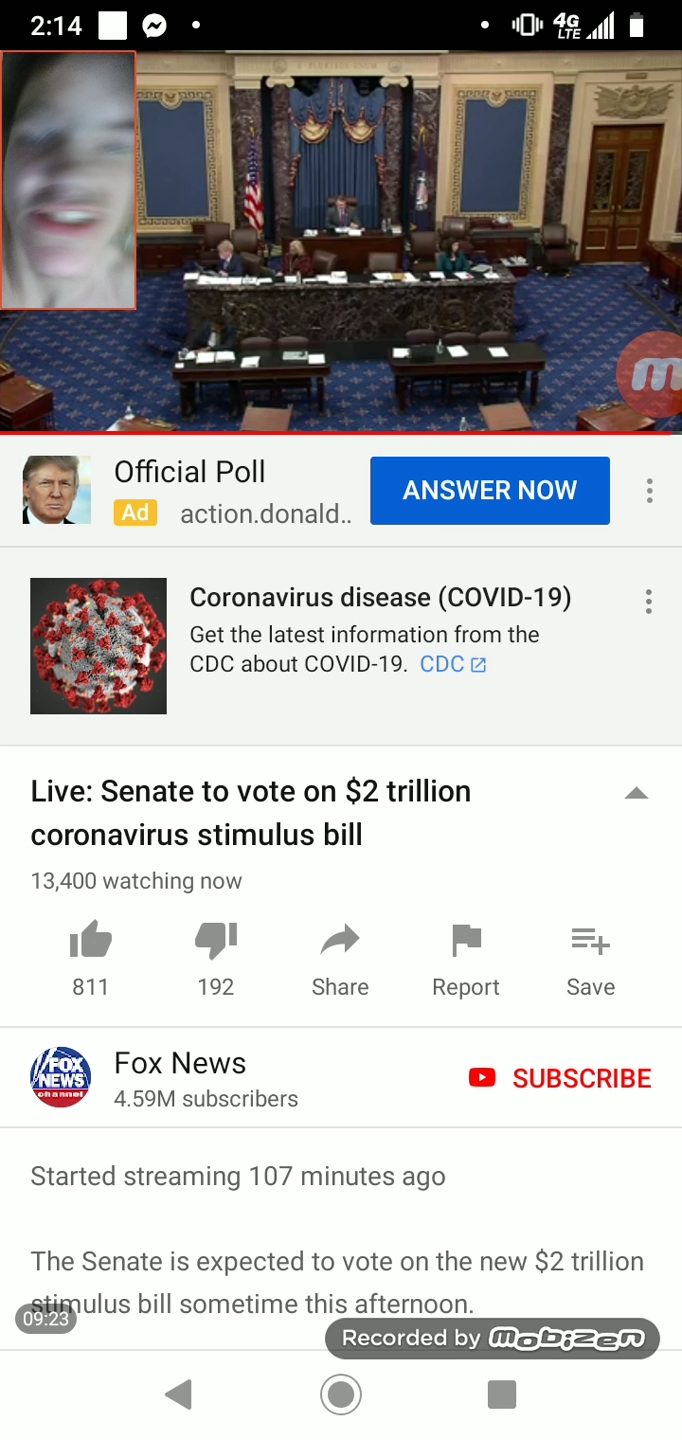 2:14
4G
LTE
E PLURIBUS UNUM
m
Official Poll
Ad action.donald..
ANSWER NOW
Coronavirus disease (COVID-19)
Get the latest information from the
CDC about COVID-19. CDC
Live: Senate to vote on $2 trillion
coronavirus stimulus bill
13,400 watching now
811 192 Share Report Save
FOX
NEWS
channel
Fox News
4.59M subscribers
SUBSCRIBE
Started streaming 107 minutes ago
The Senate is expected to vote on the new $2 trillion
stimulus bill sometime this afternoon.
09:23
Recorded by mobizen